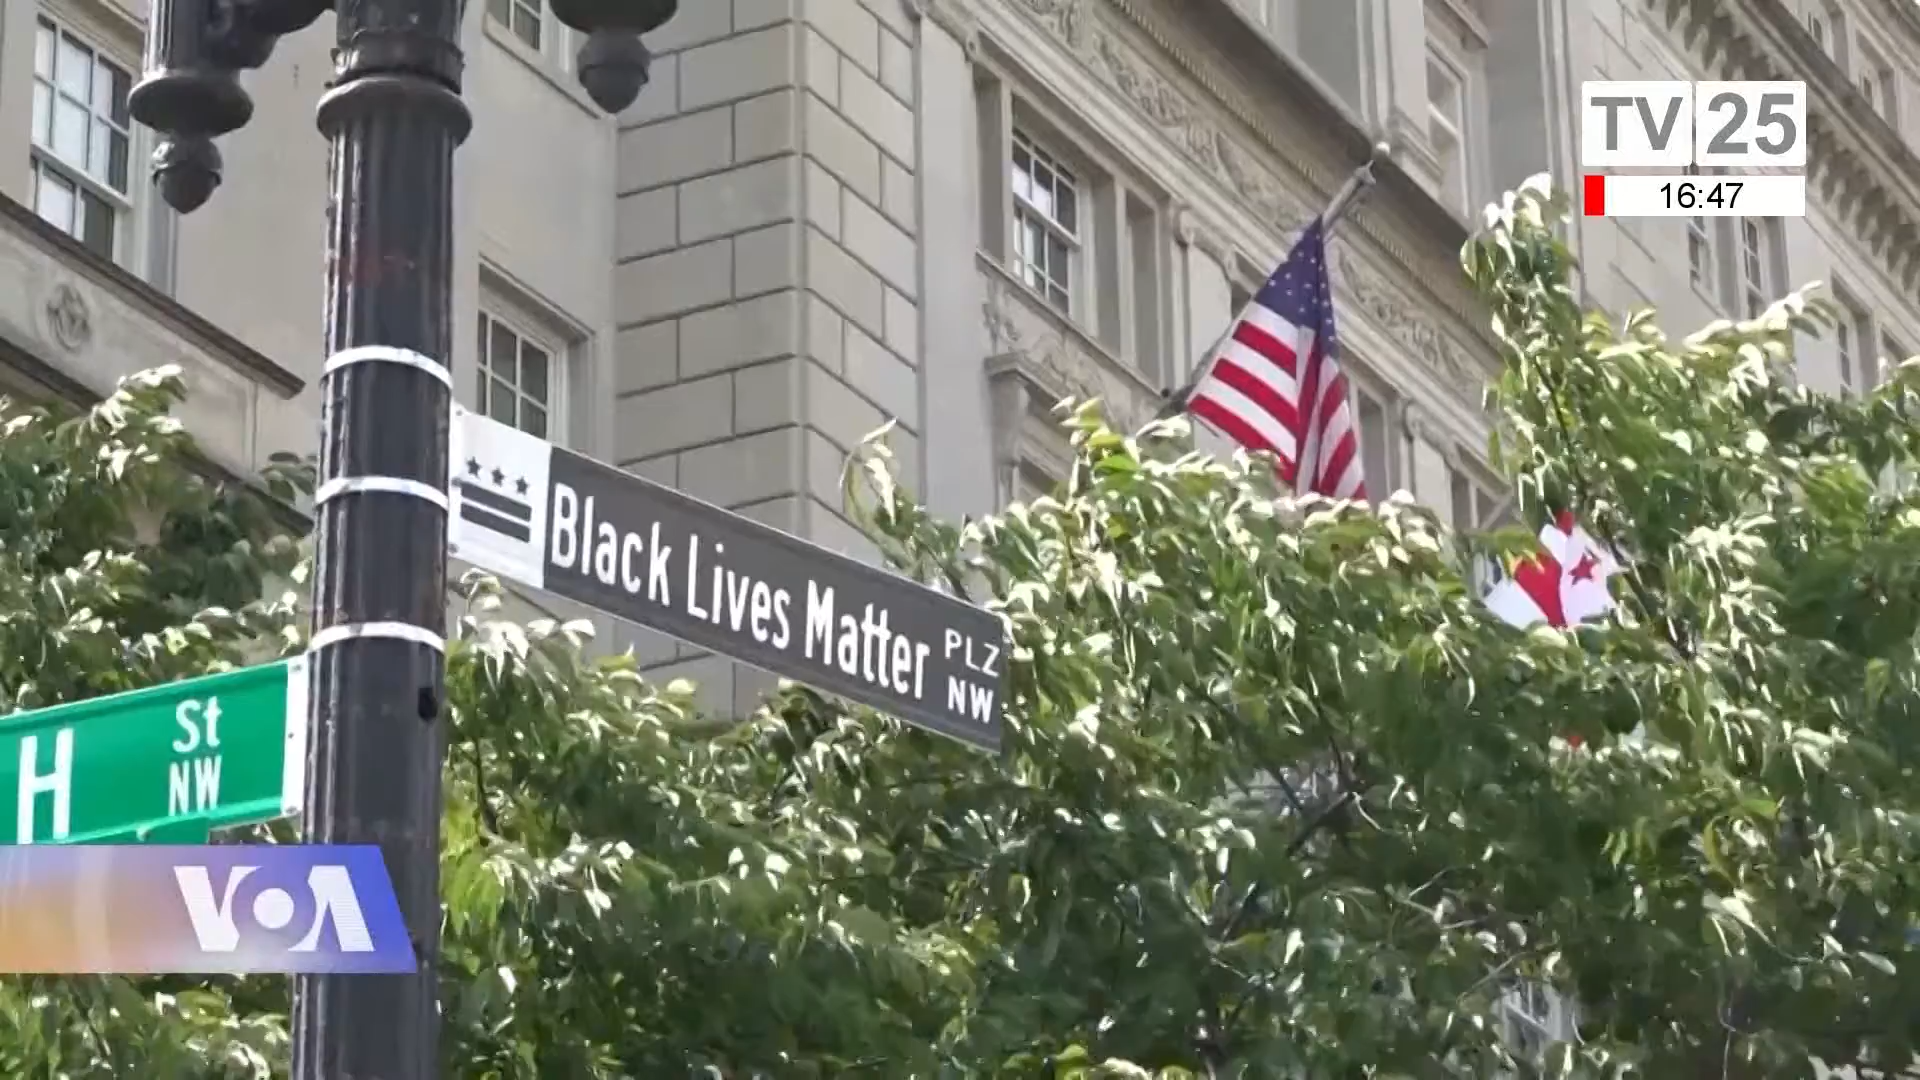 TV 25
16:47
Black Lives Matter PLZ NW
H St NW
VOA